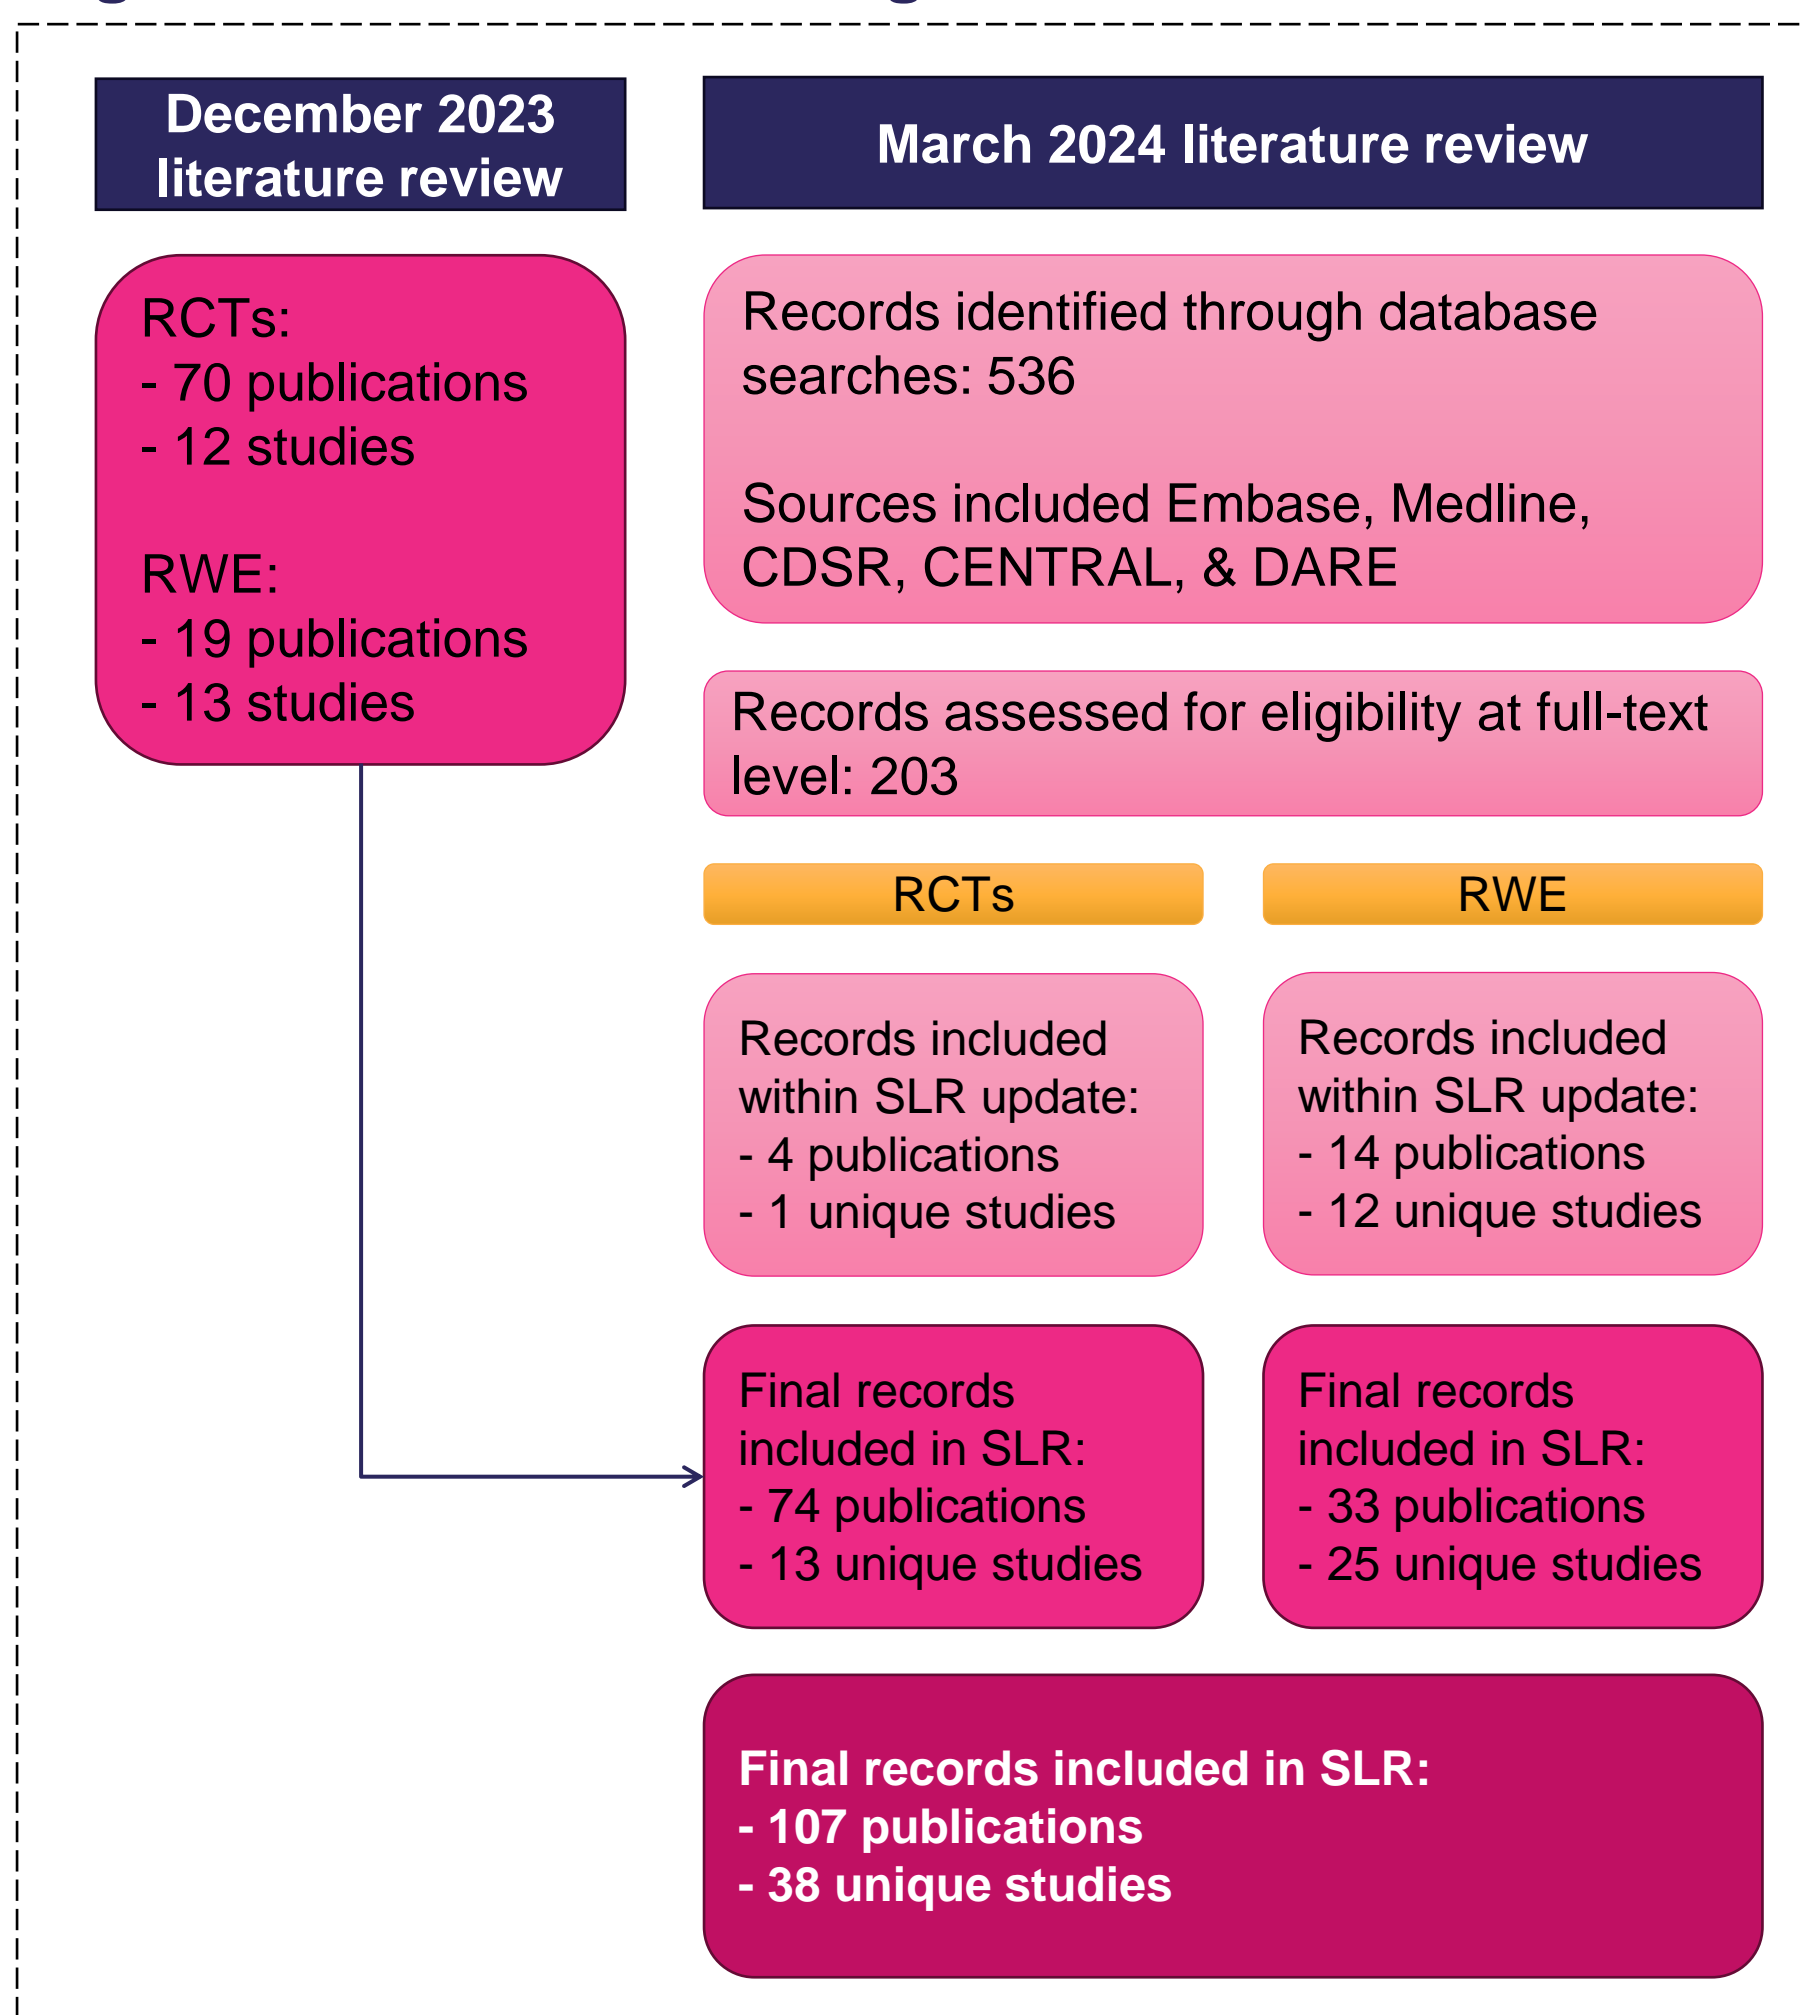 December 2023
literature review
RCTs:
- 70 publications
- 12 studies
RWE:
- 19 publications
- 13 studies
March 2024 literature review
Records identified through database
searches: 536
Sources included Embase, Medline,
CDSR, CENTRAL, & DARE
Records assessed for eligibility at full-text
level: 203
RCTs
RWE
Records included
within SLR update:
- 4 publications
- 1 unique studies
Records included
within SLR update:
- 14 publications
- 12 unique studies
Final records
included in SLR:
- 74 publications
- 13 unique studies
Final records
included in SLR:
- 33 publications
- 25 unique studies
Final records included in SLR:
- 107 publications
- 38 unique studies